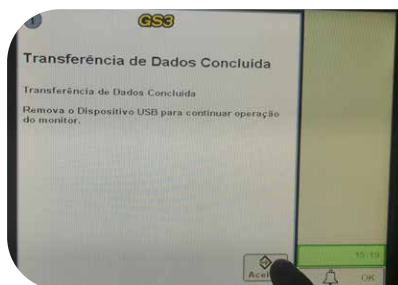 GS3
Transferência de Dados Concluída
Transferência de Dados Concluída
Remova o Dispositivo USB para continuar operação
do monitor.
15:19
OK